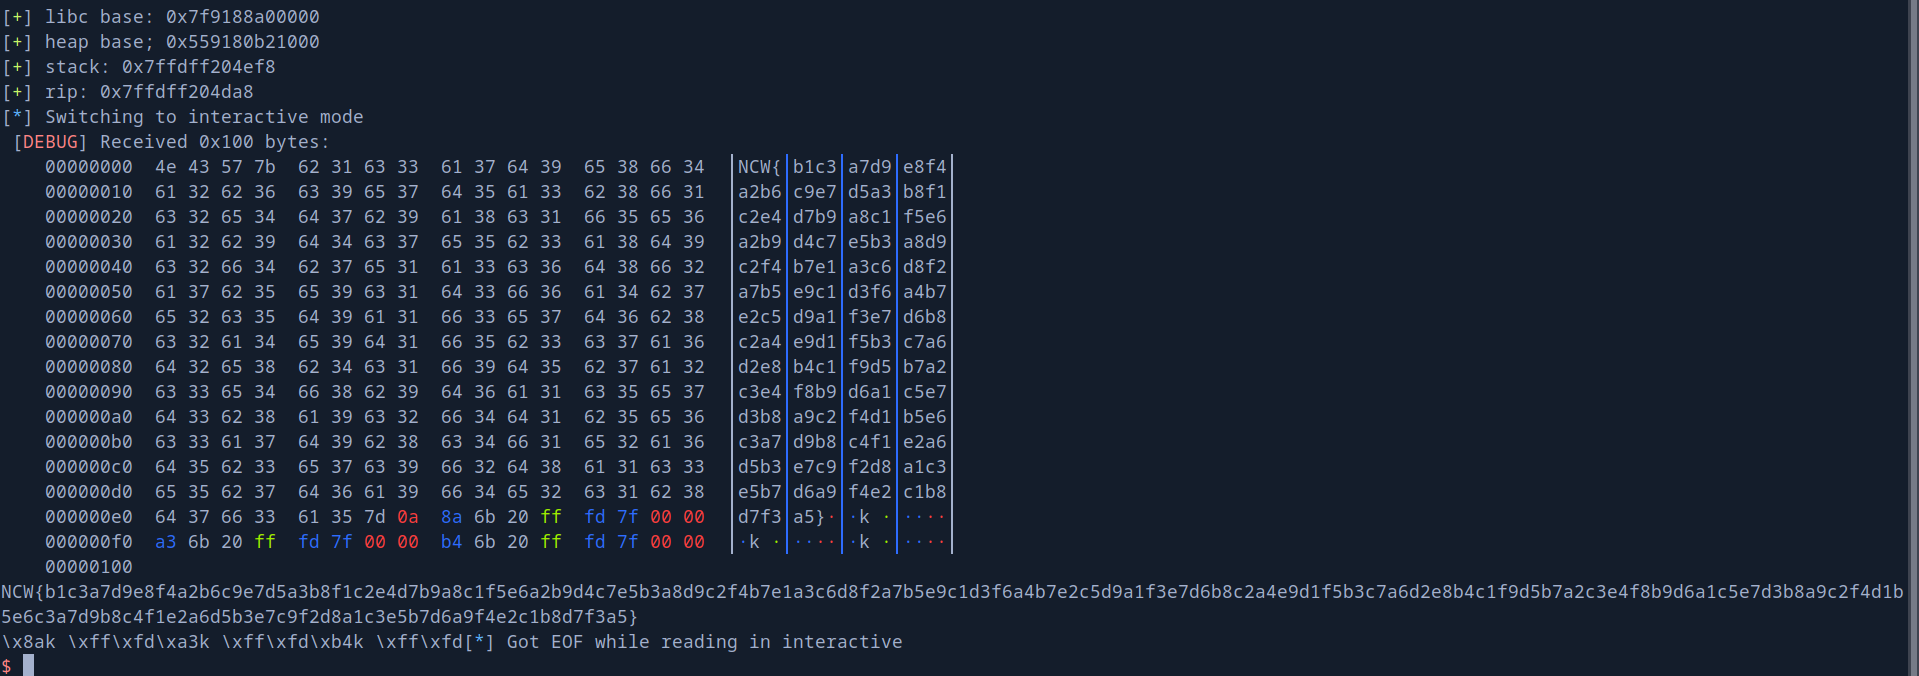 [+] libc base: 0x7f9188a00000
[+] heap base; 0x559180b21000
[+] stack: 0x7ffdff204ef8
[+] rip: 0x7ffdff204da8
[*] Switching to interactive mode
 [DEBUG] Received 0x100 bytes:
    00000000  4e 43 57 7b  62 31 63 33  61 37 64 39  65 38 66 34  │NCW{│b1c3│a7d9│e8f4│
    00000010  61 32 62 36  63 39 65 37  64 35 61 33  62 38 66 31  │a2b6│c9e7│d5a3│b8f1│
    00000020  63 32 65 34  64 37 62 39  61 38 63 31  66 35 65 36  │c2e4│d7b9│a8c1│f5e6│
    00000030  61 32 62 39  64 34 63 37  65 35 62 33  61 38 64 39  │a2b9│d4c7│e5b3│a8d9│
    00000040  63 32 66 34  62 37 65 31  61 33 63 36  64 38 66 32  │c2f4│b7e1│a3c6│d8f2│
    00000050  61 37 62 35  65 39 63 31  64 33 66 36  61 34 62 37  │a7b5│e9c1│d3f6│a4b7│
    00000060  65 32 63 35  64 39 61 31  66 33 65 37  64 36 62 38  │e2c5│d9a1│f3e7│d6b8│
    00000070  63 32 61 34  65 39 64 31  66 35 62 33  63 37 61 36  │c2a4│e9d1│f5b3│c7a6│
    00000080  64 32 65 38  62 34 63 31  66 39 64 35  62 37 61 32  │d2e8│b4c1│f9d5│b7a2│
    00000090  63 33 65 34  66 38 62 39  64 36 61 31  63 35 65 37  │c3e4│f8b9│d6a1│c5e7│
    000000a0  64 33 62 38  61 39 63 32  66 34 64 31  62 35 65 36  │d3b8│a9c2│f4d1│b5e6│
    000000b0  63 33 61 37  64 39 62 38  63 34 66 31  65 32 61 36  │c3a7│d9b8│c4f1│e2a6│
    000000c0  64 35 62 33  65 37 63 39  66 32 64 38  61 31 63 33  │d5b3│e7c9│f2d8│a1c3│
    000000d0  65 35 62 37  64 36 61 39  66 34 65 32  63 31 62 38  │e5b7│d6a9│f4e2│c1b8│
    000000e0  64 37 66 33  61 35 7d 0a  8a 6b 20 ff  fd 7f 00 00  │d7f3│a5}·│·k ·│····│
    000000f0  a3 6b 20 ff  fd 7f 00 00  b4 6b 20 ff  fd 7f 00 00  │·k ·│····│·k ·│····│
    00000100
NCW{b1c3a7d9e8f4a2b6c9e7d5a3b8f1c2e4d7b9a8c1f5e6a2b9d4c7e5b3a8d9c2f4b7e1a3c6d8f2a7b5e9c1d3f6a4b7e2c5d9a1f3e7d6b8c2a4e9d1f5b3c7a6d2e8b4c1f9d5b7a2c3e4f8b9d6a1c5e7d3b8a9c2f4d1b
5e6c3a7d9b8c4f1e2a6d5b3e7c9f2d8a1c3e5b7d6a9f4e2c1b8d7f3a5}
\x8ak \xff\xfd\xa3k \xff\xfd\xb4k \xff\xfd[*] Got EOF while reading in interactive
$